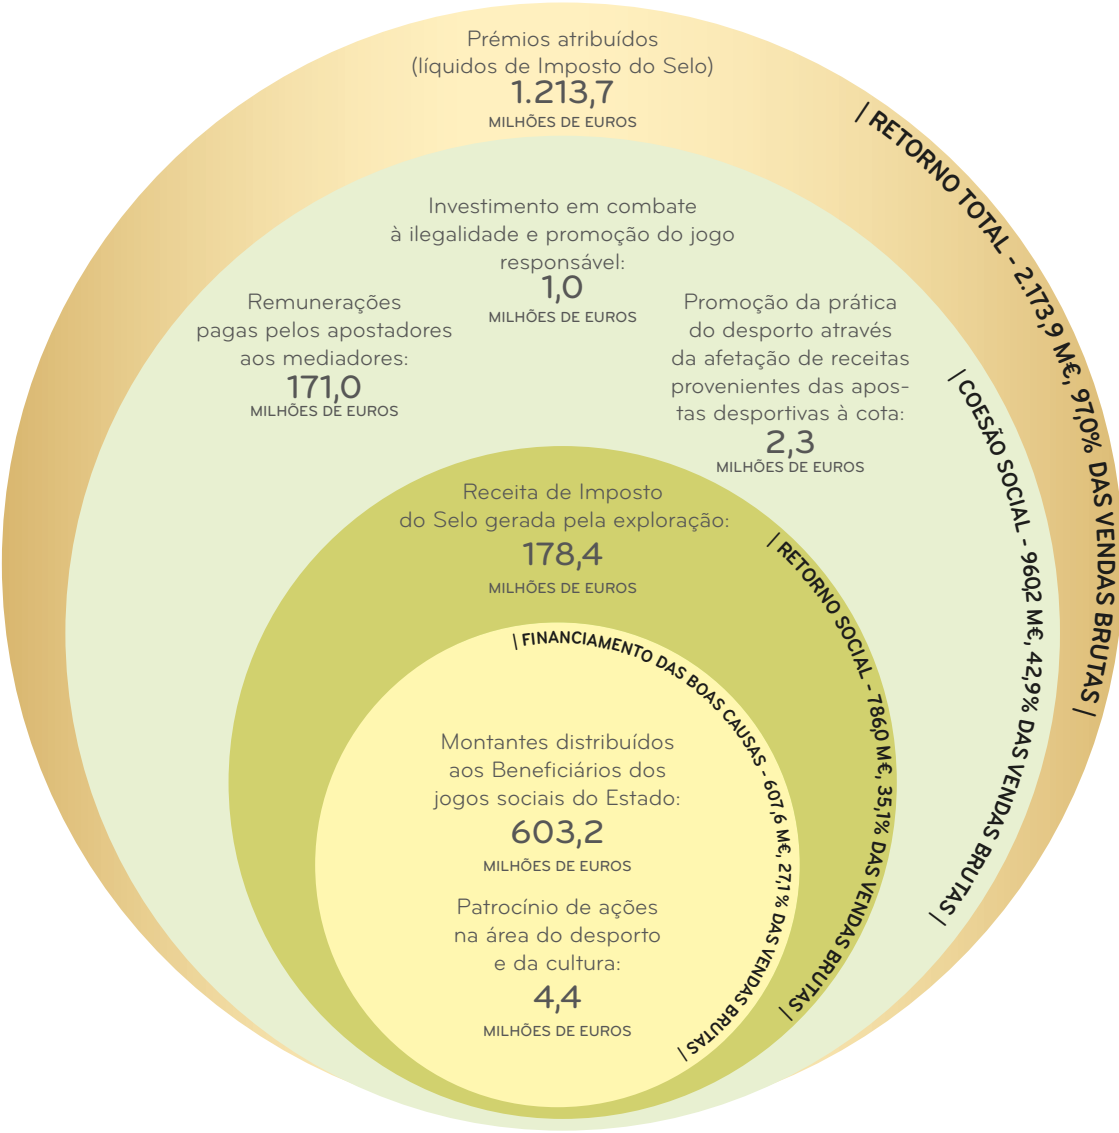 Prémios atribuídos
(líquidos de Imposto do Selo)
1.213,7
MILHÕES DE EUROS
| RETORNO TOTAL - 2.173,9 M€, 97,0% DAS VENDAS BRUTAS |
Investimento em combate
à ilegalidade e promoção do jogo
responsável:
1,0
MILHÕES DE EUROS
Remunerações
pagas pelos apostadores
aos mediadores:
171,0
MILHÕES DE EUROS
Promoção da prática
do desporto através
da afetação de receitas
provenientes das apos-
tas desportivas à cota:
2,3
MILHÕES DE EUROS
| COESÃO SOCIAL - 960,2 M€, 42,9% DAS VENDAS BRUTAS |
Receita de Imposto
do Selo gerada pela exploração:
178,4
MILHÕES DE EUROS
| RETORNO SOCIAL - 786,0 M€, 35,1% DAS VENDAS BRUTAS |
| FINANCIAMENTO DAS BOAS CAUSAS - 607,6 M€, 27,1% DAS VENDAS BRUTAS |
Montantes distribuídos
aos Beneficiários dos
jogos sociais do Estado:
603,2
MILHÕES DE EUROS
Patrocínio de ações
na área do desporto
e da cultura:
4,4
MILHÕES DE EUROS